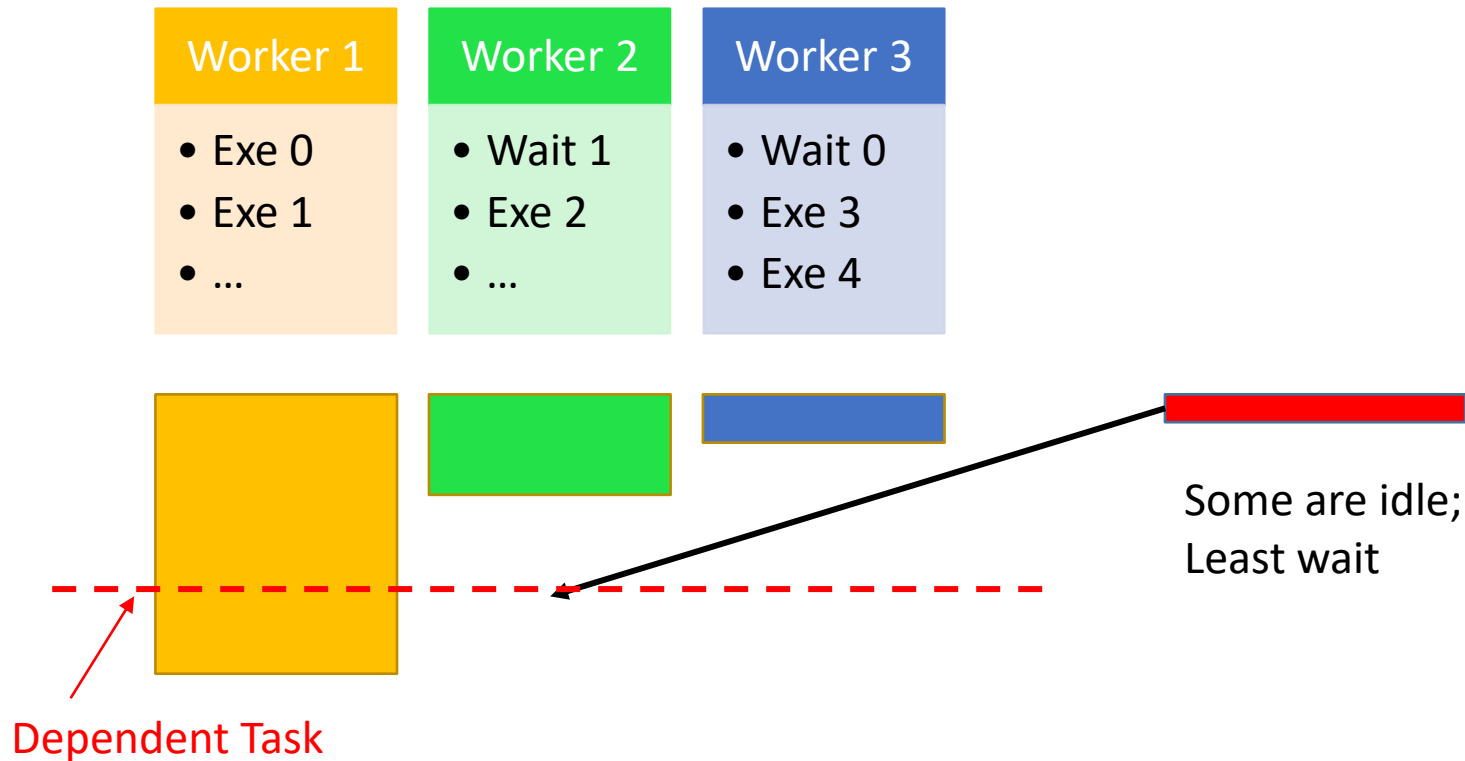 Worker 1
Worker 2
Worker 3
• Exe 0
• Exe 1
• ...
• Wait 1
• Exe 2
• ...
• Wait 0
• Exe 3
• Exe 4
Some are idle;
Least wait
Dependent Task